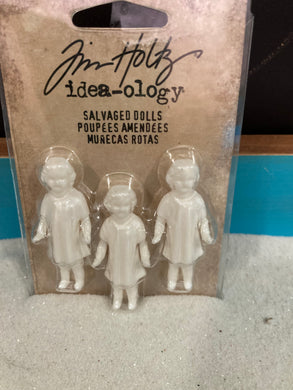 Tim Holtz
idea-ology
SALVAGED DOLLS
POUPÉES AMENDÉES
MUÑECAS ROTAS